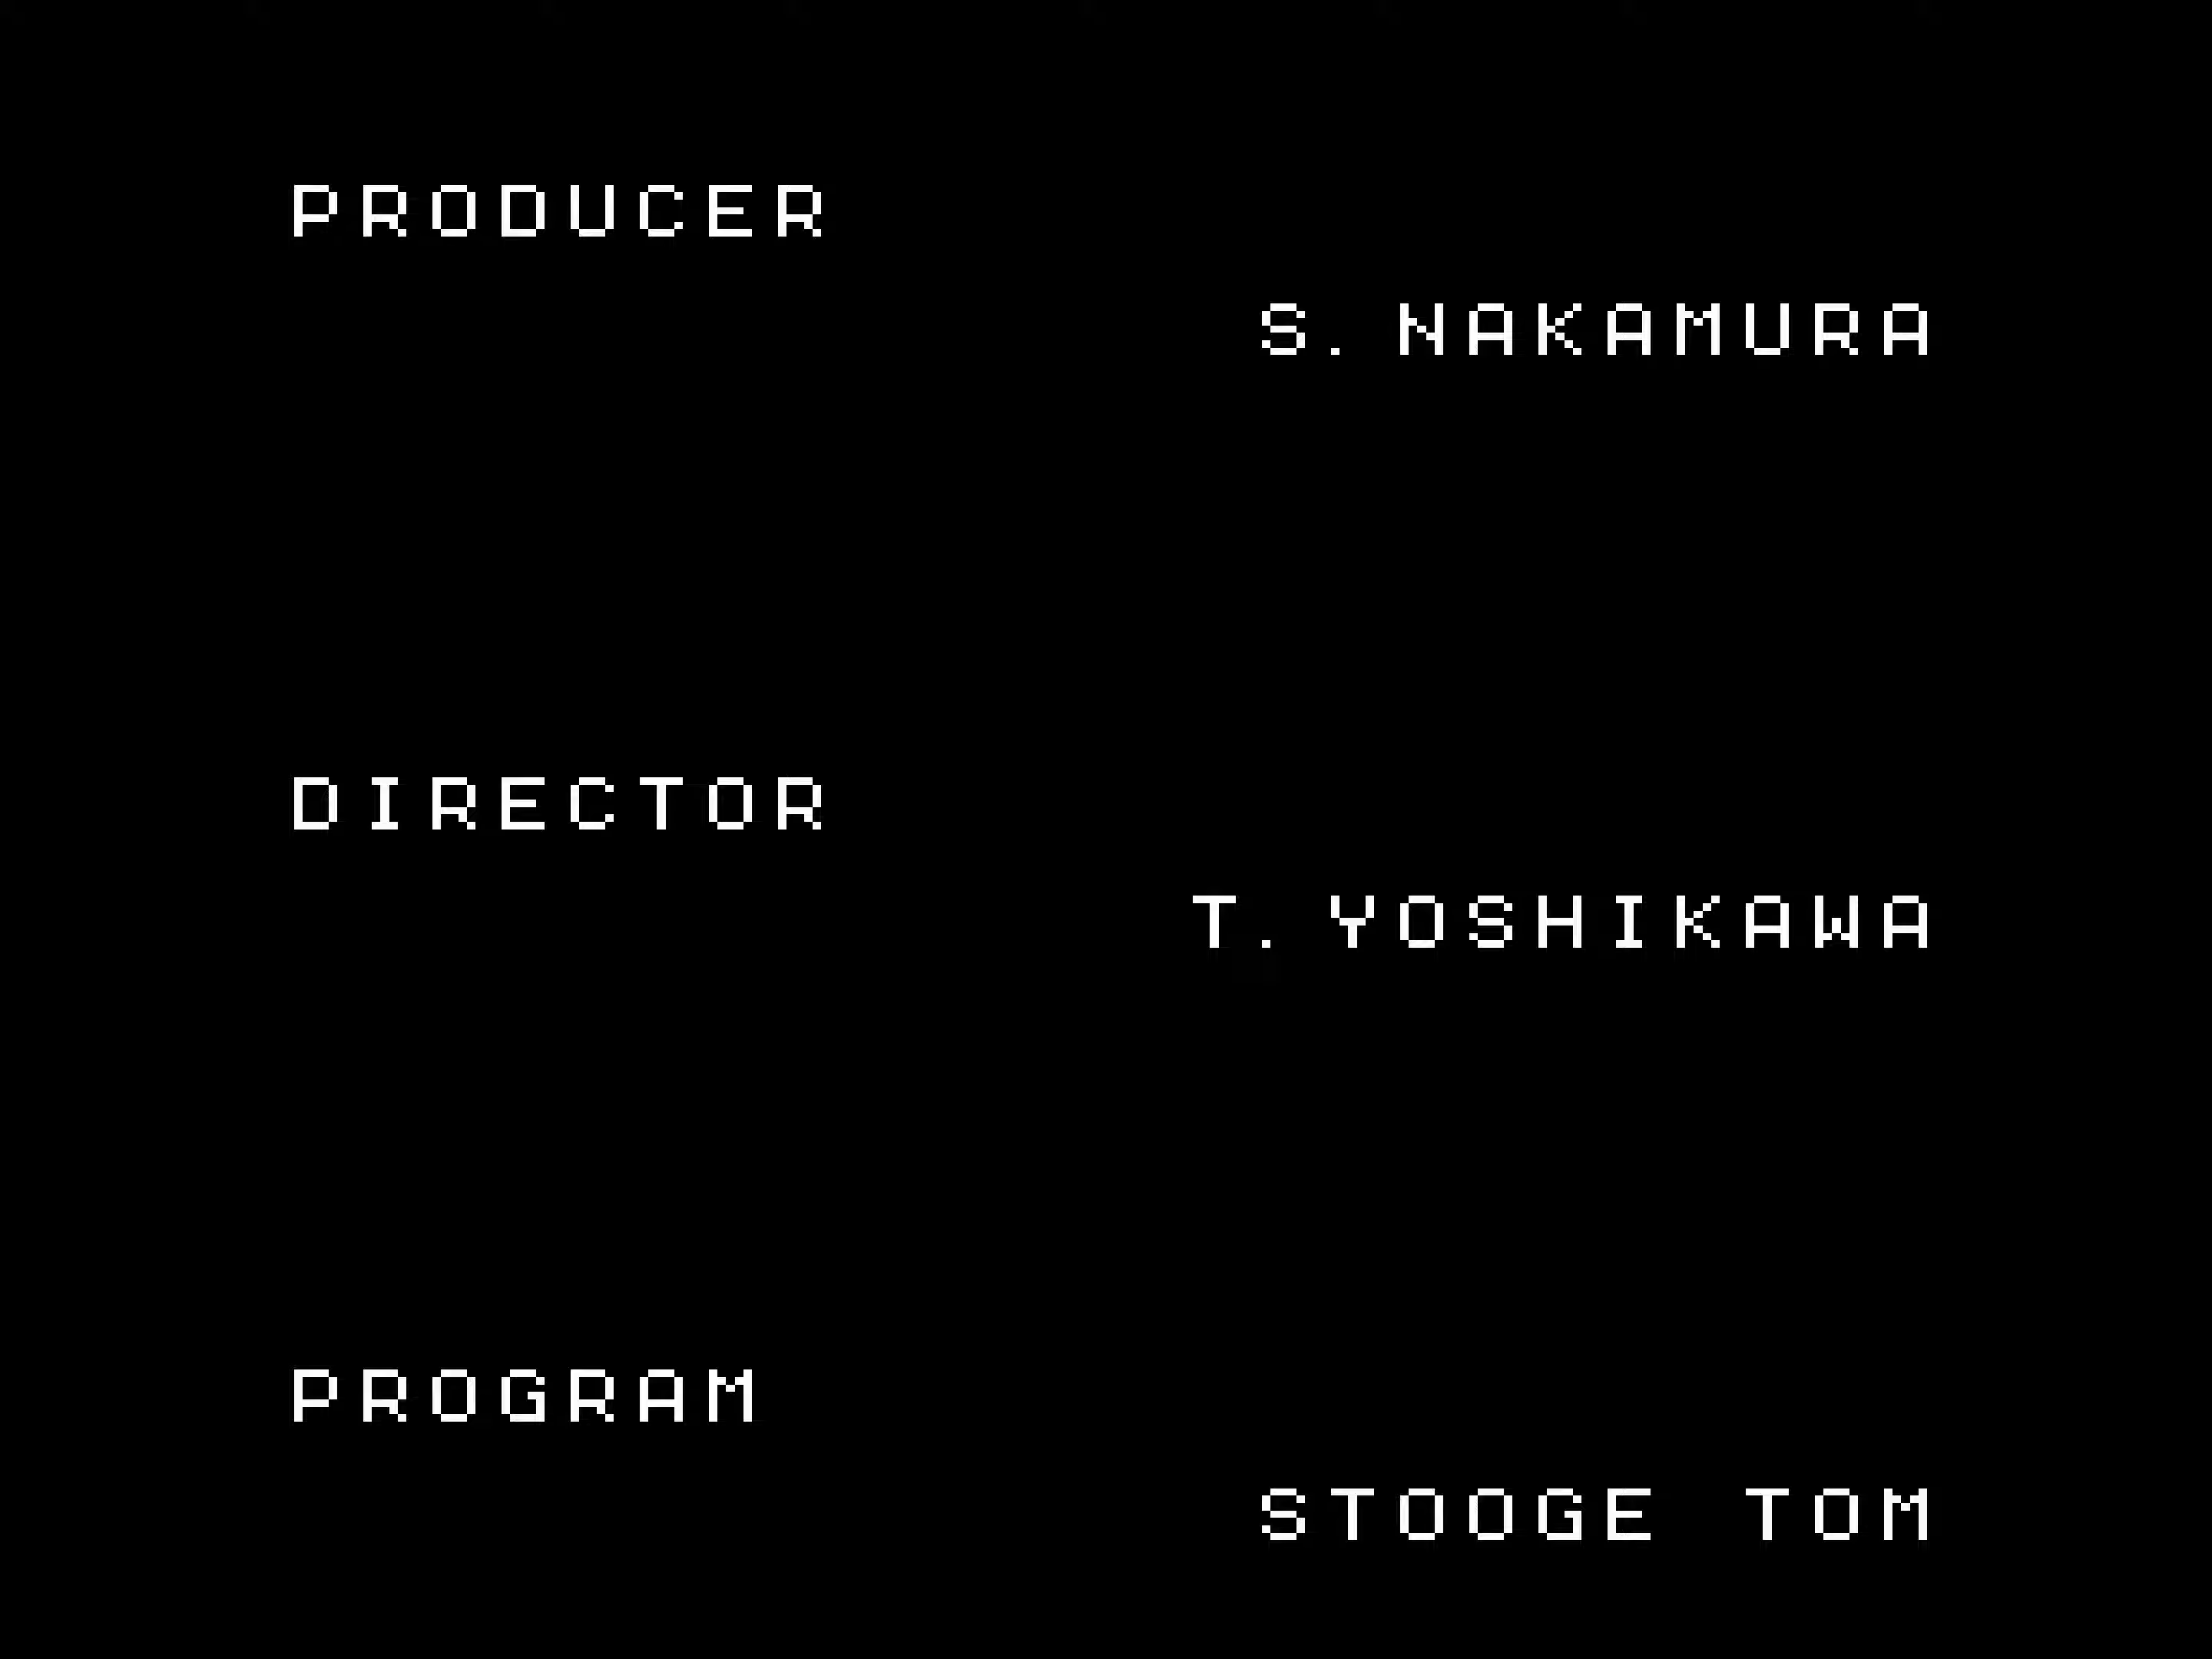 PRODUCER
S. NAKAMURA
DIRECTOR
T. YOSHIKAWA
PROGRAM
STOOGE TOM